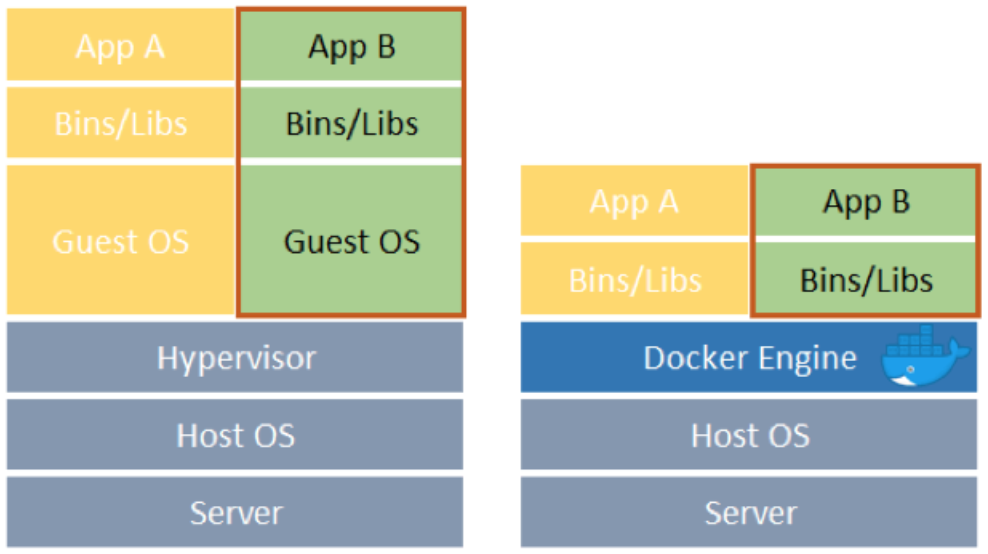 App A
App B
Bins/Libs
Bins/Libs
Guest OS
Guest OS
Hypervisor
Host OS
Server
App A
App B
Bins/Libs
Bins/Libs
Docker Engine
Host OS
Server